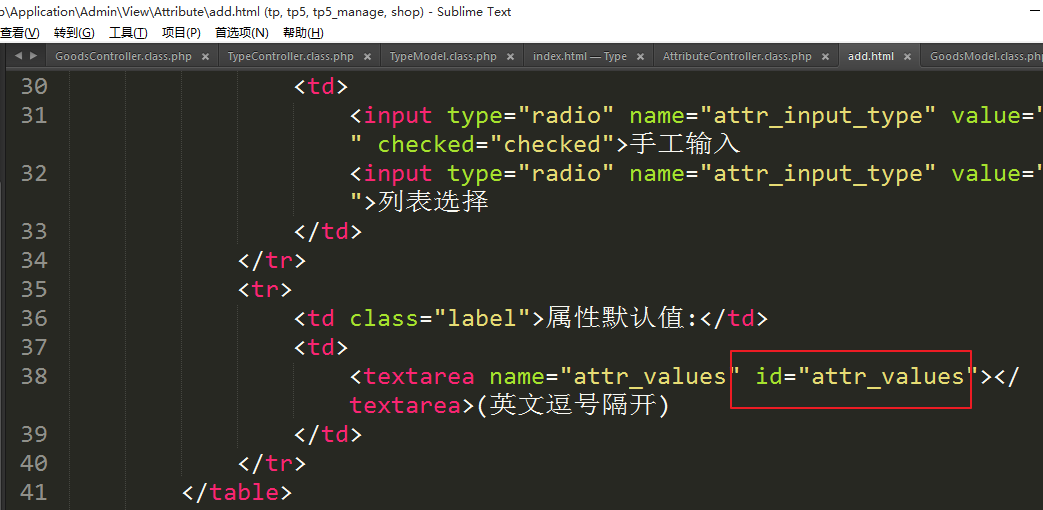 p\Application\Admin\View\Attribute\add.html (tp, tp5, tp5_manage, shop) - Sublime Text
查看(V) 转到(G) 工具(T) 项目(P) 首选项(N) 帮助(H)
GoodsController.class.php × TypeController.class.php × TypeModel.class.php × index.html — Type × AttributeController.class.php × add.html × GoodsModel.class.php
30 <td>
31 <input type="radio" name="attr_input_type" value="
" checked="checked">手工输入
32 <input type="radio" name="attr_input_type" value="
">列表选择
33 </td>
34 </tr>
35 <tr>
36 <td class="label">属性默认值:</td>
37 <td>
38 <textarea name="attr_values" id="attr_values"></
textarea>(英文逗号隔开)
39 </td>
40 </tr>
41 </table>